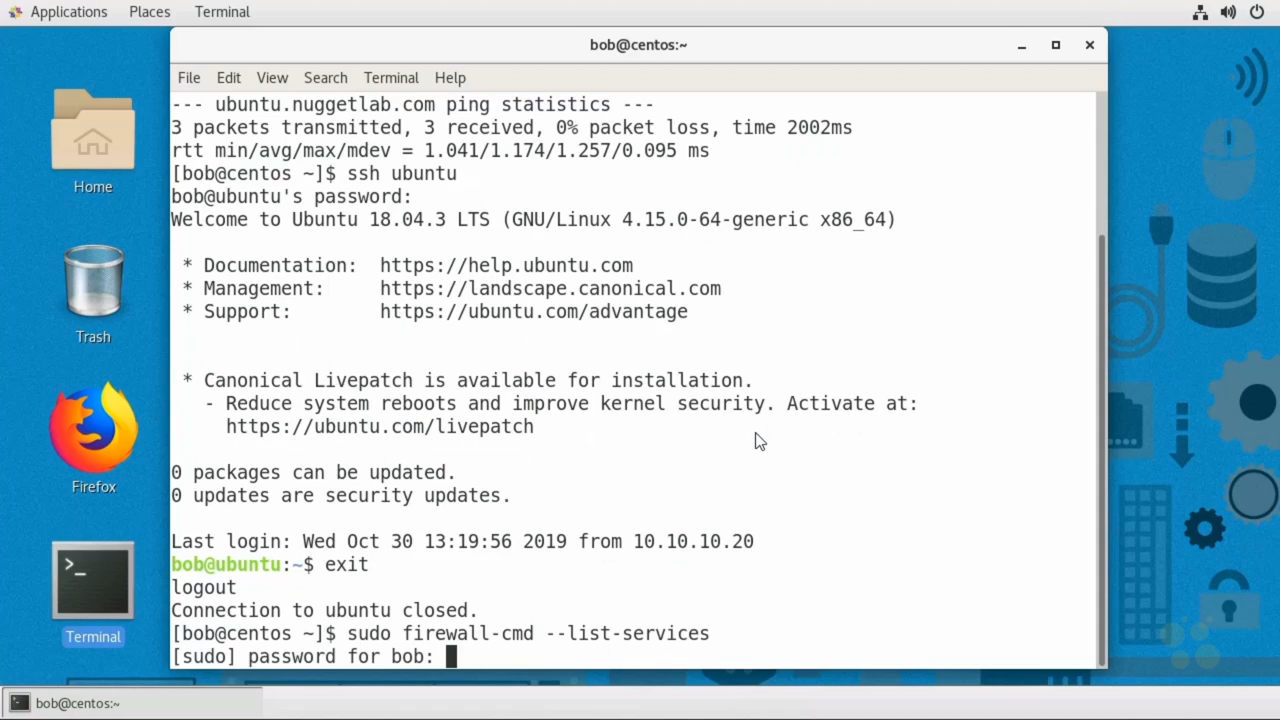 Applications Places Terminal
bob@centos:~
File Edit View Search Terminal Help
--- ubuntu.nuggetlab.com ping statistics ---
3 packets transmitted, 3 received, 0% packet loss, time 2002ms
rtt min/avg/max/mdev = 1.041/1.174/1.257/0.095 ms
[bob@centos ~]$ ssh ubuntu
bob@ubuntu's password:
Welcome to Ubuntu 18.04.3 LTS (GNU/Linux 4.15.0-64-generic x86_64)
* Documentation: https://help.ubuntu.com
* Management: https://landscape.canonical.com
* Support: https://ubuntu.com/advantage
* Canonical Livepatch is available for installation.
- Reduce system reboots and improve kernel security. Activate at:
https://ubuntu.com/livepatch
0 packages can be updated.
0 updates are security updates.
Last login: Wed Oct 30 13:19:56 2019 from 10.10.10.20
bob@ubuntu:~$ exit
logout
Connection to ubuntu closed.
[bob@centos ~]$ sudo firewall-cmd --list-services
[sudo] password for bob:
Home
Trash
Firefox
>_
Terminal
bob@centos:~